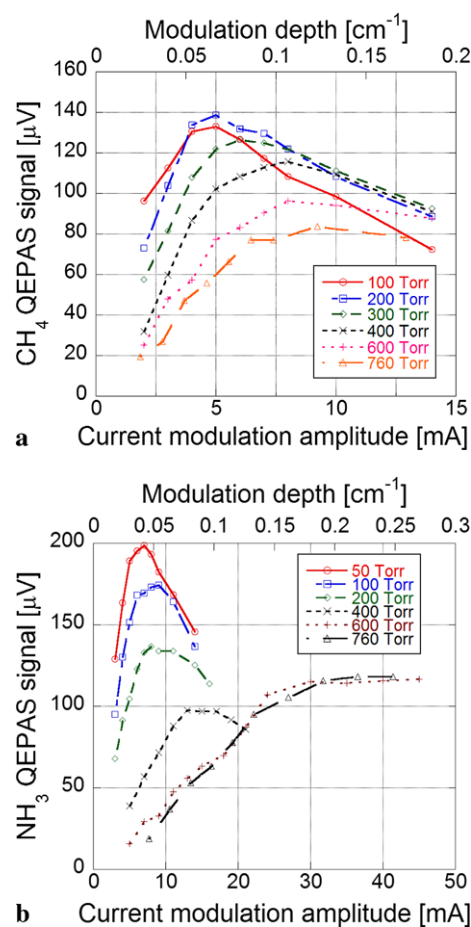 Modulation depth [cm⁻¹]
0 0.05 0.1 0.15 0.2
160
140
120
100
80
60
40
20
0
CH₄ QEPAS signal [µV]
100 Torr
200 Torr
300 Torr
400 Torr
600 Torr
760 Torr
0 5 10 15
a Current modulation amplitude [mA]
Modulation depth [cm⁻¹]
0 0.05 0.1 0.15 0.2 0.25 0.3
200
150
100
50
0
NH₃ QEPAS signal [µV]
50 Torr
100 Torr
200 Torr
400 Torr
600 Torr
760 Torr
0 10 20 30 40 50
b Current modulation amplitude [mA]